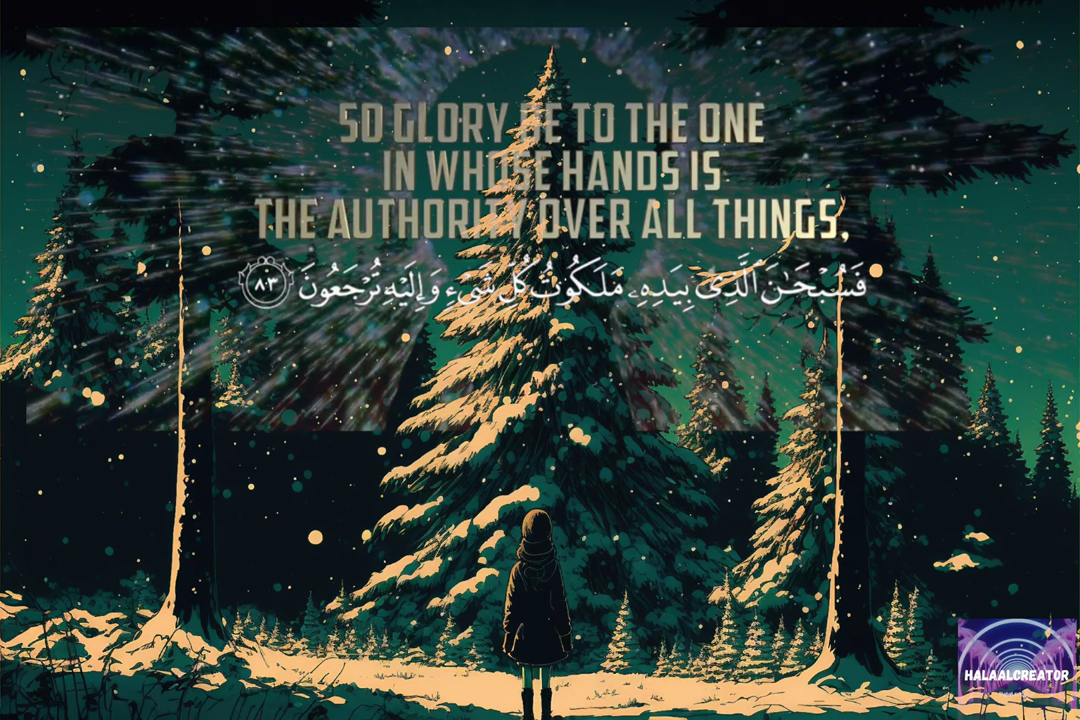 SO GLORY BE TO THE ONE
IN WHOSE HANDS IS
THE AUTHORITY OVER ALL THINGS,
فَسُبْحَـٰنَ ٱلَّذِى بِيَدِهِۦ مَلَكُوتُ كُلِّ شَىْءٍ وَإِلَيْهِ تُرْجَعُونَ ٨٣
HALAALCREATOR